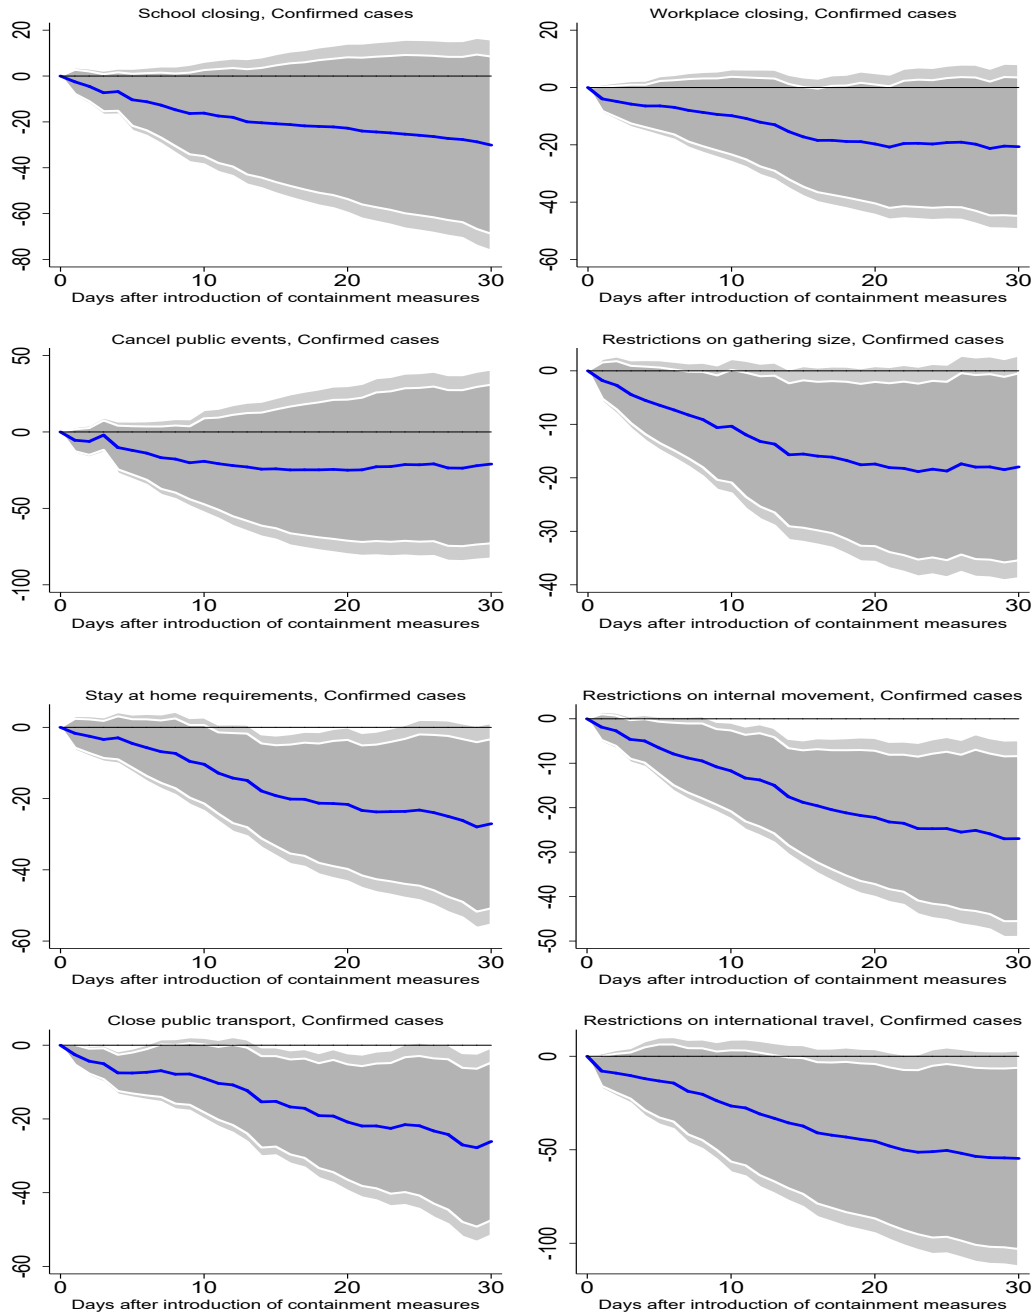 School closing, Confirmed cases
20
0
-20
-40
-60
-80
0 10 20 30
Days after introduction of containment measures
Workplace closing, Confirmed cases
20
0
-20
-40
-60
0 10 20 30
Days after introduction of containment measures
Cancel public events, Confirmed cases
50
0
-50
-100
0 10 20 30
Days after introduction of containment measures
Restrictions on gathering size, Confirmed cases
0
-10
-20
-30
-40
0 10 20 30
Days after introduction of containment measures
Stay at home requirements, Confirmed cases
0
-20
-40
-60
0 10 20 30
Days after introduction of containment measures
Restrictions on internal movement, Confirmed cases
0
-10
-20
-30
-40
-50
0 10 20 30
Days after introduction of containment measures
Close public transport, Confirmed cases
0
-20
-40
-60
0 10 20 30
Days after introduction of containment measures
Restrictions on international travel, Confirmed cases
0
-50
-100
0 10 20 30
Days after introduction of containment measures